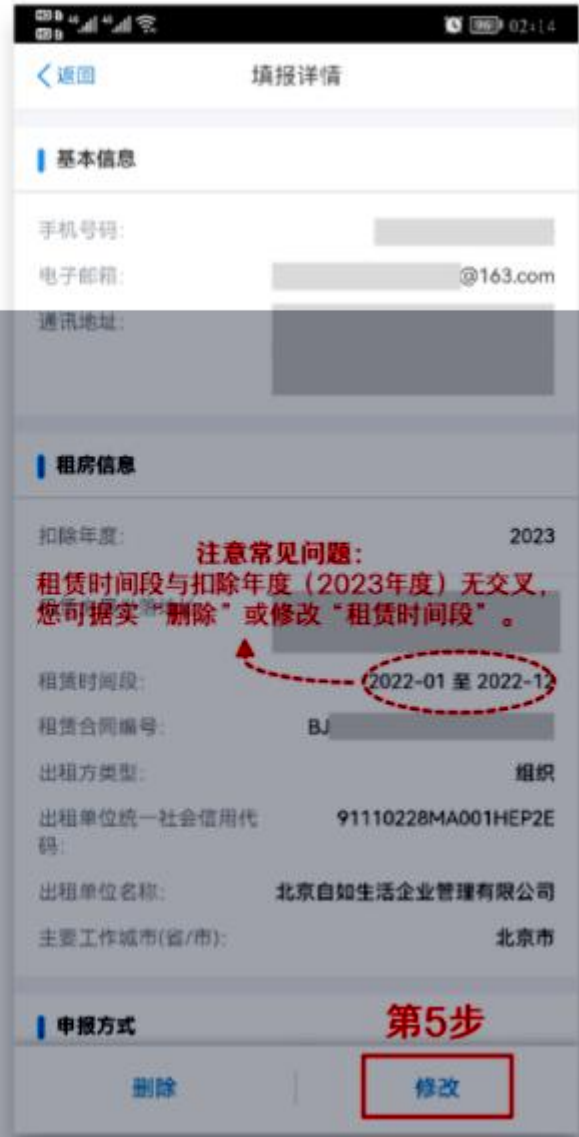 02:14
返回
填报详情
基本信息
手机号码:
电子邮箱:
@163.com
通讯地址:
租房信息
扣除年度:
2023
注意常见问题:
租赁时间段与扣除年度（2023年度）无交叉，
您可据实“删除”或修改“租赁时间段”。
租赁时间段:
2022-01 至 2022-12
租赁合同编号:
BJ
出租方类型:
组织
出租单位统一社会信用代
码:
91110228MA001HEP2E
出租单位名称:
北京自如生活企业管理有限公司
主要工作城市(省/市):
北京市
申报方式
第5步
删除
修改